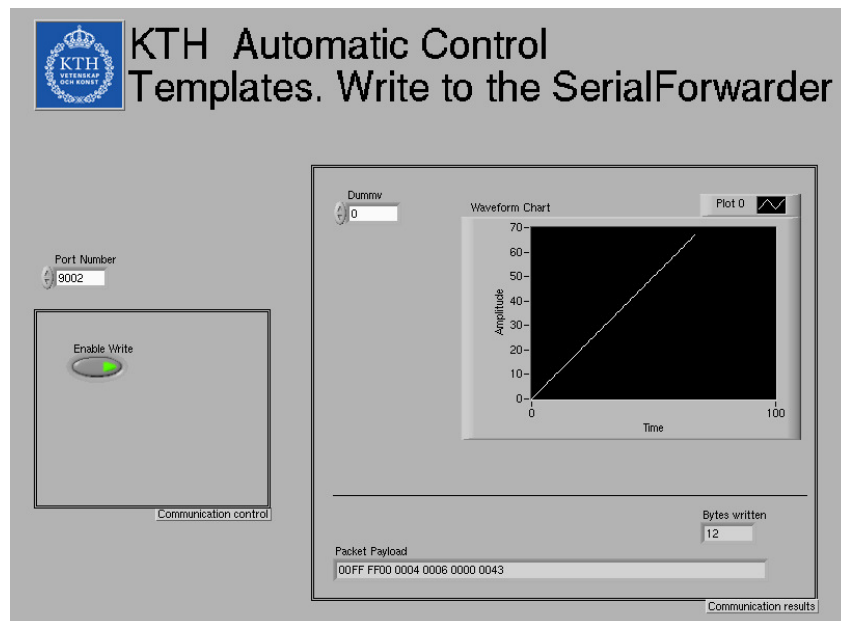 KTH Automatic Control
Templates. Write to the SerialForwarder
KTH
VETENSKAP
OCH KONST
Port Number
9002
Enable Write
Communication control
Dummy
0
Waveform Chart
Plot 0
70
60
50
40
30
20
10
0
Amplitude
0
100
Time
Bytes written
12
Packet Payload
00FF FF00 0004 0006 0000 0043
Communication results